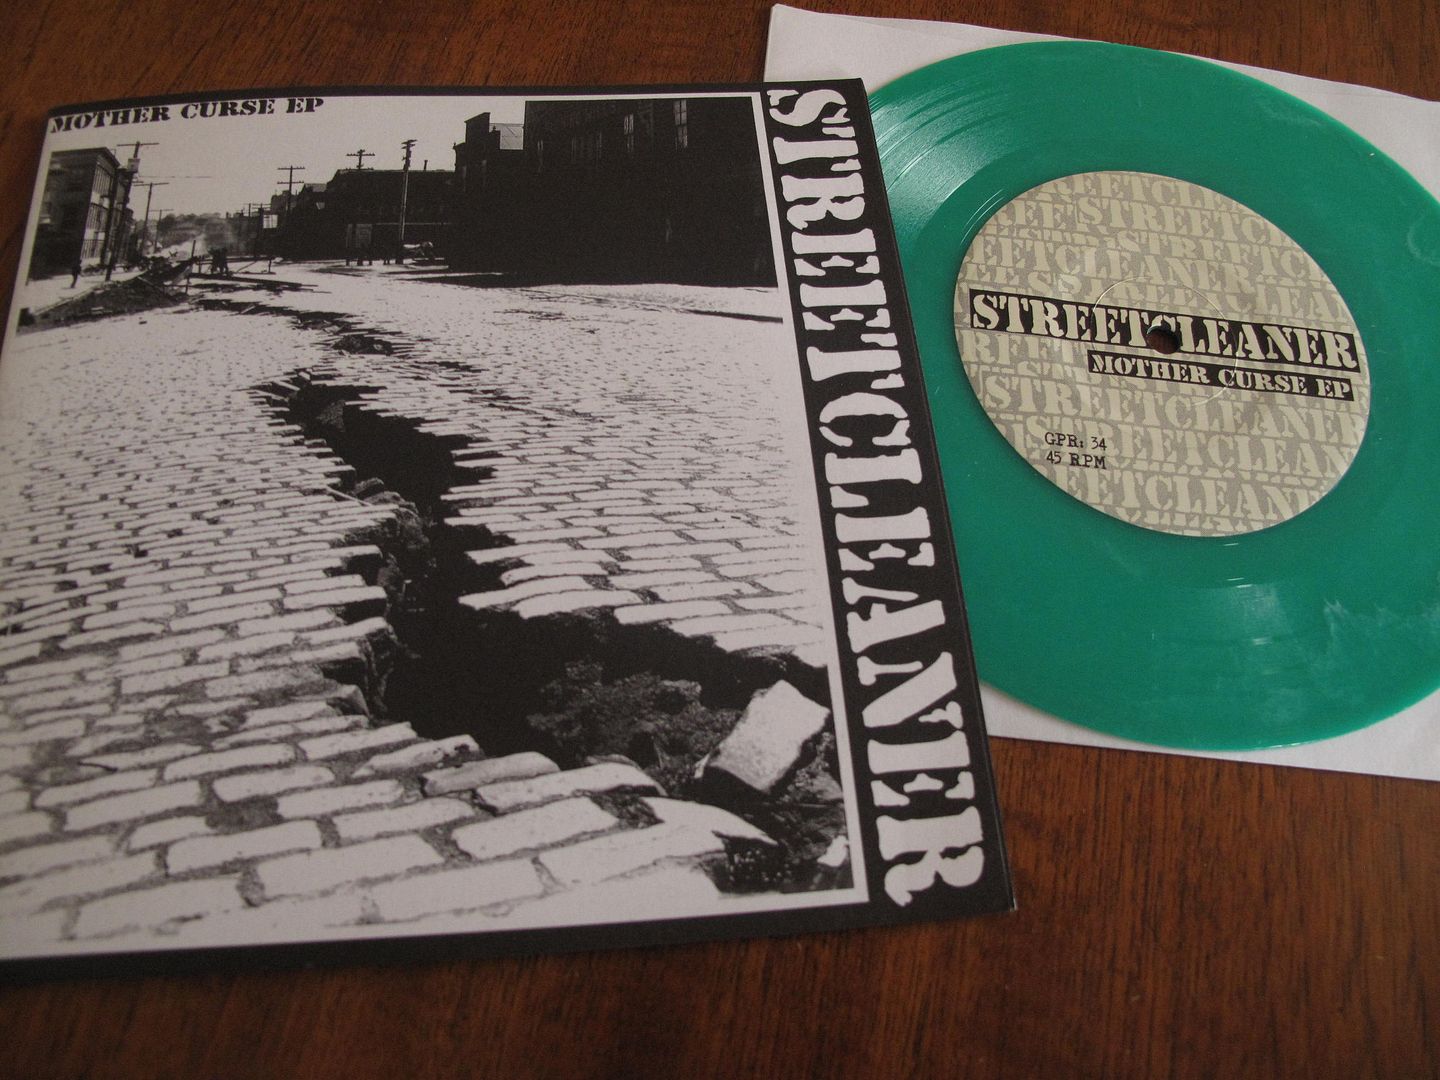 MOTHER CURSE EP
STREETCLEANER
STREETCLEANER
MOTHER CURSE EP
GPR: 34
45 RPM